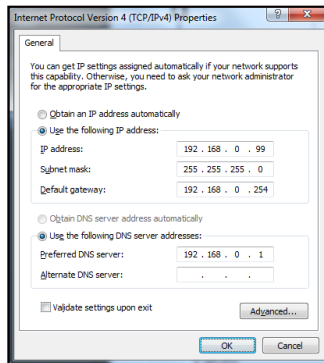 Internet Protocol Version 4 (TCP/IPv4) Properties
General
You can get IP settings assigned automatically if your network supports
this capability. Otherwise, you need to ask your network administrator
for the appropriate IP settings.
Obtain an IP address automatically
Use the following IP address:
IP address: 192 . 168 . 0 . 99
Subnet mask: 255 . 255 . 255 . 0
Default gateway: 192 . 168 . 0 . 254
Obtain DNS server address automatically
Use the following DNS server addresses:
Preferred DNS server: 192 . 168 . 0 . 1
Alternate DNS server: . . .
Validate settings upon exit
Advanced...
OK Cancel